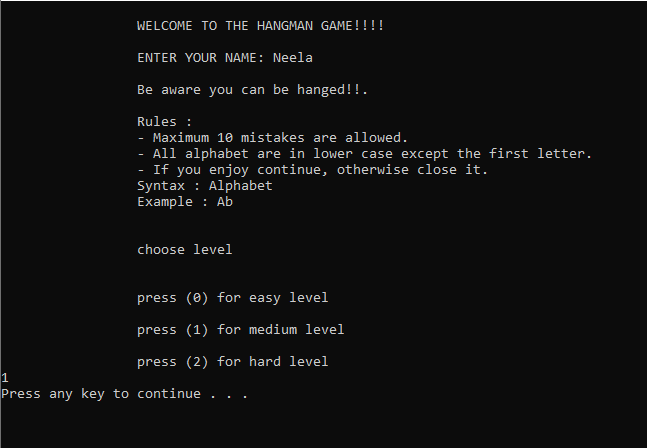 WELCOME TO THE HANGMAN GAME!!!!
ENTER YOUR NAME: Neela
Be aware you can be hanged!!.
Rules :
- Maximum 10 mistakes are allowed.
- All alphabet are in lower case except the first letter.
- If you enjoy continue, otherwise close it.
Syntax : Alphabet
Example : Ab
choose level
press (0) for easy level
press (1) for medium level
press (2) for hard level
1
Press any key to continue . . .